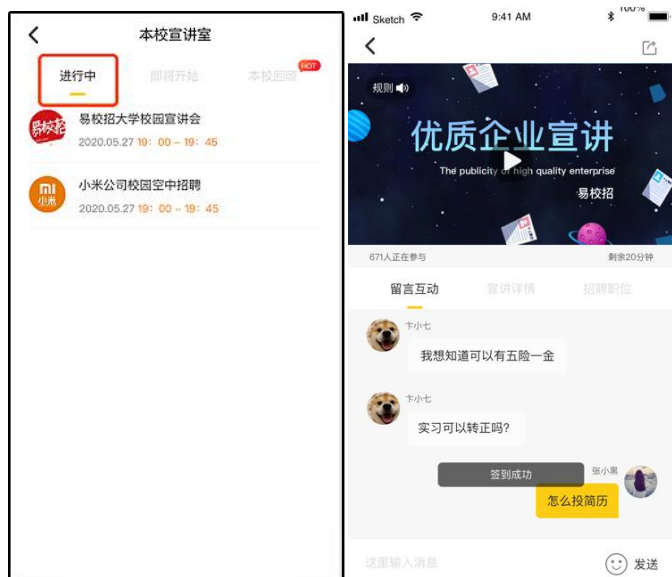 本校宣讲室
进行中
即将开始
本校回顾
HOT
易校招
易校招大学校园宣讲会
2020.05.27 19：00 – 19：45
小米
小米公司校园空中招聘
2020.05.27 19：00 – 19：45
Sketch
9:41 AM
100%
规则
优质企业宣讲
The publicity of high quality enterprise
易校招
671人正在参与
剩余20分钟
留言互动
宣讲详情
招聘职位
卞小七
我想知道可以有五险一金
卞小七
实习可以转正吗?
签到成功
张小黑
怎么投简历
这里输入消息
发送